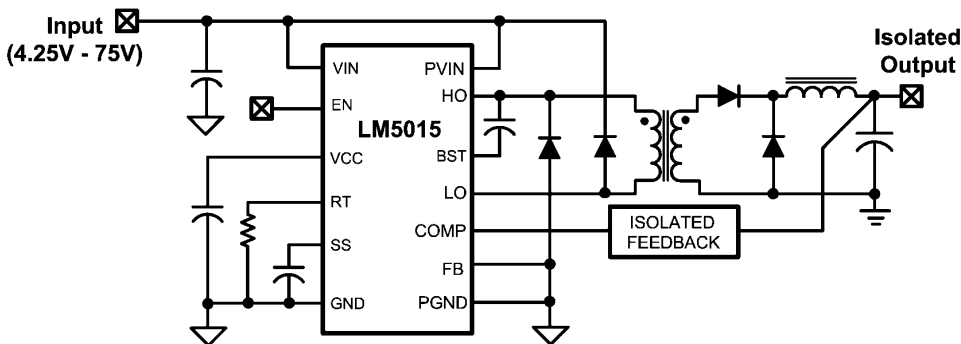 Input
(4.25V - 75V)
Isolated
Output
LM5015
VIN
EN
VCC
RT
SS
GND
PVIN
HO
BST
LO
COMP
FB
PGND
ISOLATED
FEEDBACK